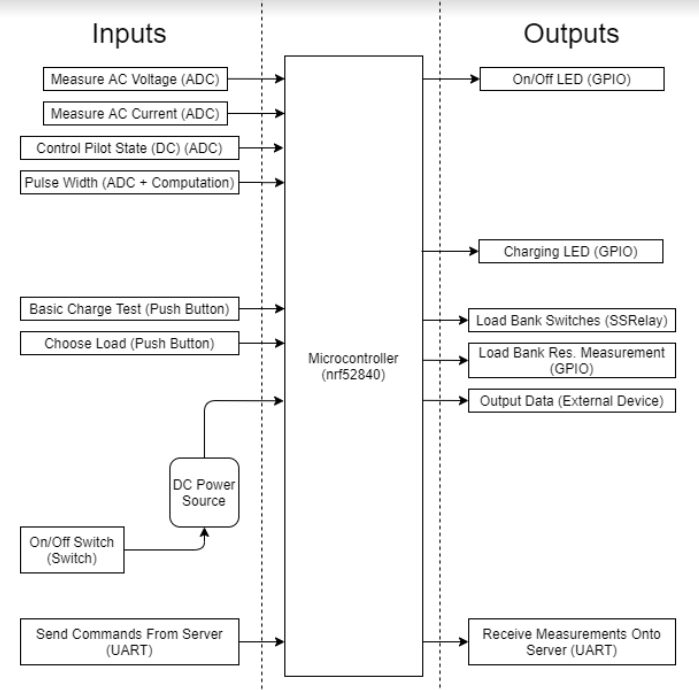 Inputs
Outputs
Measure AC Voltage (ADC)
Measure AC Current (ADC)
Control Pilot State (DC) (ADC)
Pulse Width (ADC + Computation)
Basic Charge Test (Push Button)
Choose Load (Push Button)
DC Power
Source
On/Off Switch
(Switch)
Send Commands From Server
(UART)
Microcontroller
(nrf52840)
On/Off LED (GPIO)
Charging LED (GPIO)
Load Bank Switches (SSRelay)
Load Bank Res. Measurement
(GPIO)
Output Data (External Device)
Receive Measurements Onto
Server (UART)